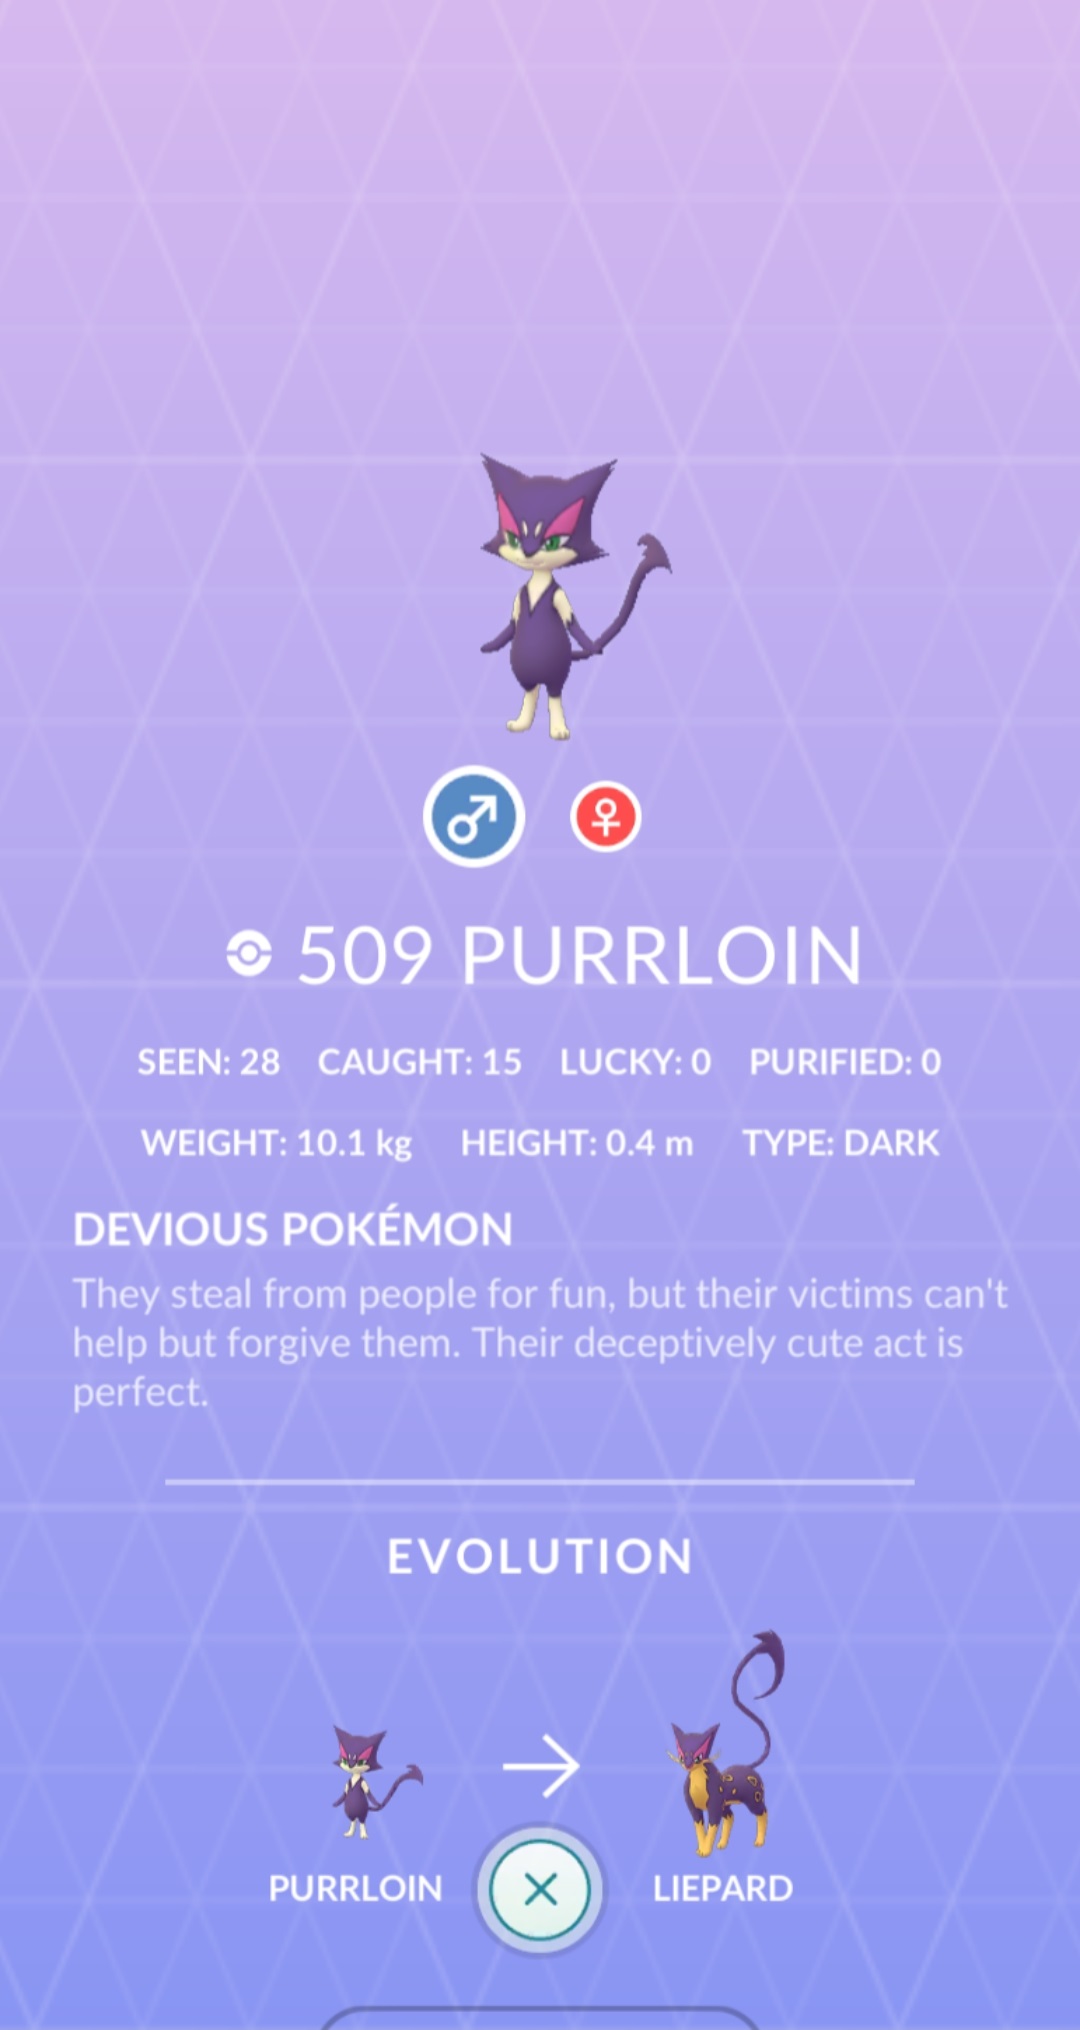 509 PURRLOIN
SEEN: 28 CAUGHT: 15 LUCKY: 0 PURIFIED: 0
WEIGHT: 10.1 kg HEIGHT: 0.4 m TYPE: DARK
DEVIOUS POKÉMON
They steal from people for fun, but their victims can't
help but forgive them. Their deceptively cute act is
perfect.
EVOLUTION
PURRLOIN LIEPARD